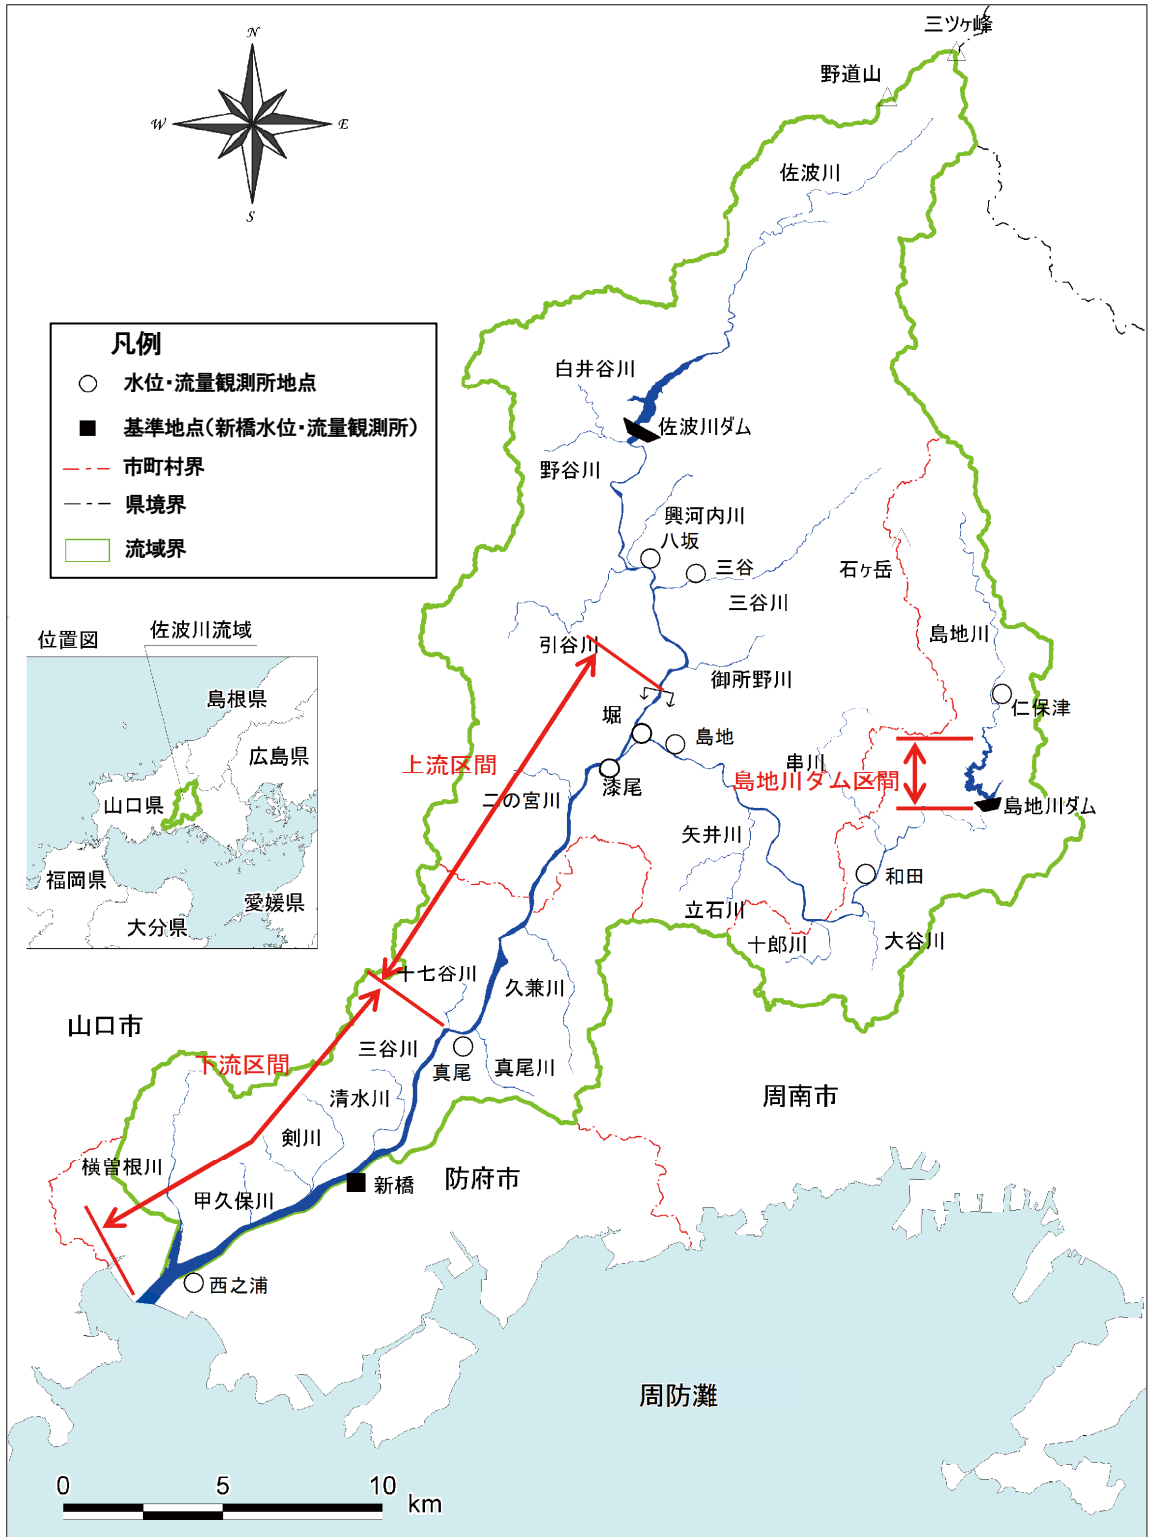 三ツヶ峰
野道山
N
W
E
S
佐波川
凡例
水位・流量観測所地点
基準地点(新橋水位・流量観測所)
市町村界
県境界
流域界
白井谷川
佐波川ダム
野谷川
興河内川
八坂
三谷
石ヶ岳
三谷川
位置図
佐波川流域
引谷川
島地川
御所野川
島根県
仁保津
堀
島地
広島県
上流区間
串川
島地川ダム区間
漆尾
山口県
二の宮川
島地川ダム
矢井川
福岡県
和田
愛媛県
立石川
大分県
十郎川
大谷川
十七谷川
久兼川
山口市
三谷川
下流区間
真尾
真尾川
清水川
周南市
剣川
横曽根川
新橋
防府市
甲久保川
西之浦
周防灘
0
5
10
km